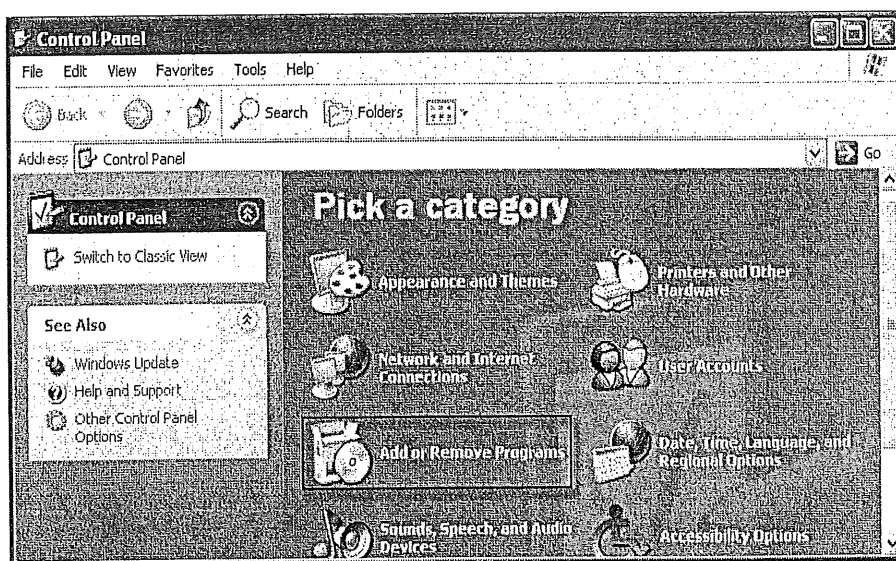 Control Panel
File Edit View Favorites Tools Help
Back Search Folders
Address Control Panel Go
Control Panel
Switch to Classic View
See Also
Windows Update
Help and Support
Other Control Panel
Options
Pick a category
Appearance and Themes
Printers and Other
Hardware
Network and Internet
Connections
User Accounts
Add or Remove Programs
Date, Time, Language, and
Regional Options
Sounds, Speech, and Audio
Devices
Accessibility Options